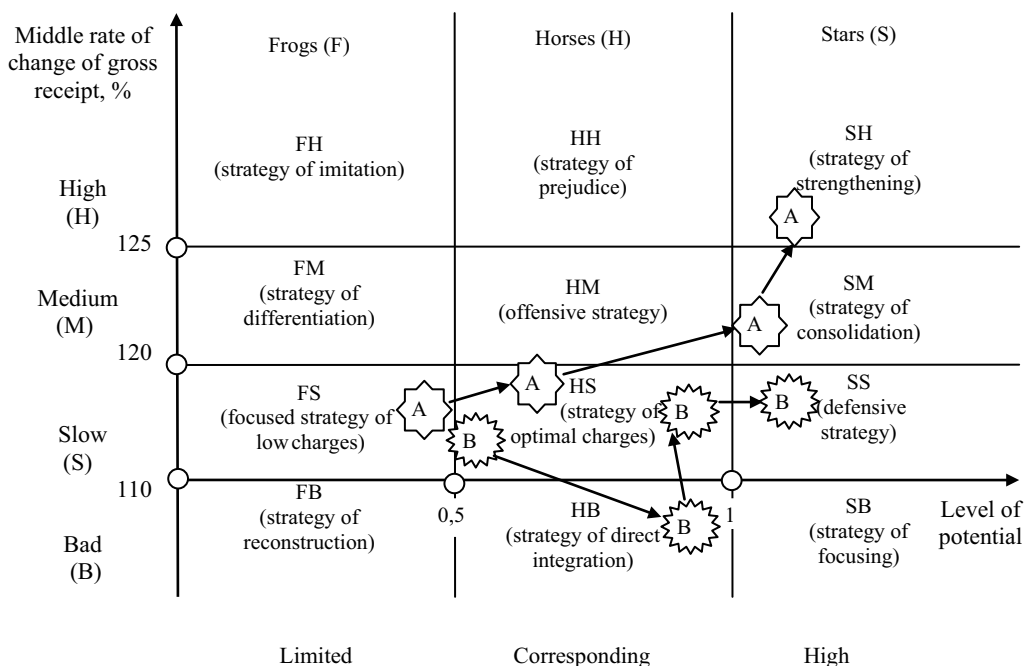 Middle rate of
change of gross
receipt, %
Frogs (F)
Horses (H)
Stars (S)
FH
(strategy of imitation)
HH
(strategy of
prejudice)
SH
(strategy of
strengthening)
High
(H)
A
125
FM
(strategy of
differentiation)
HM
(offensive strategy)
SM
(strategy of
consolidation)
Medium
(M)
A
120
FS
(focused strategy of
low charges)
A
A
HS
(strategy of
optimal charges)
B
B
B
SS
(defensive
strategy)
Slow
(S)
110
0,5
1
FB
(strategy of
reconstruction)
HB
(strategy of direct
integration)
B
SB
(strategy of
focusing)
Level of
potential
Bad
(B)
Limited
Corresponding
High